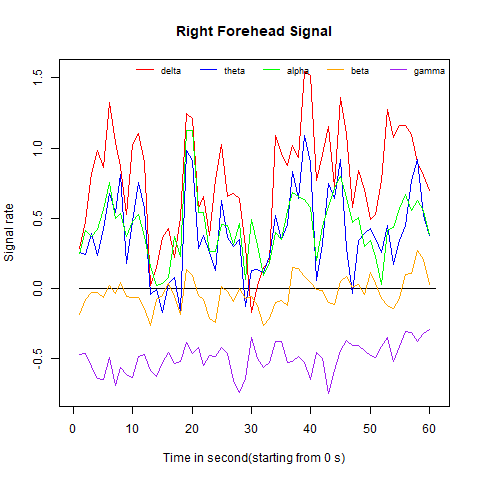 Right Forehead Signal
delta theta alpha beta gamma
1.5
1.0
0.5
0.0
-0.5
Signal rate
0 10 20 30 40 50 60
Time in second(starting from 0 s)